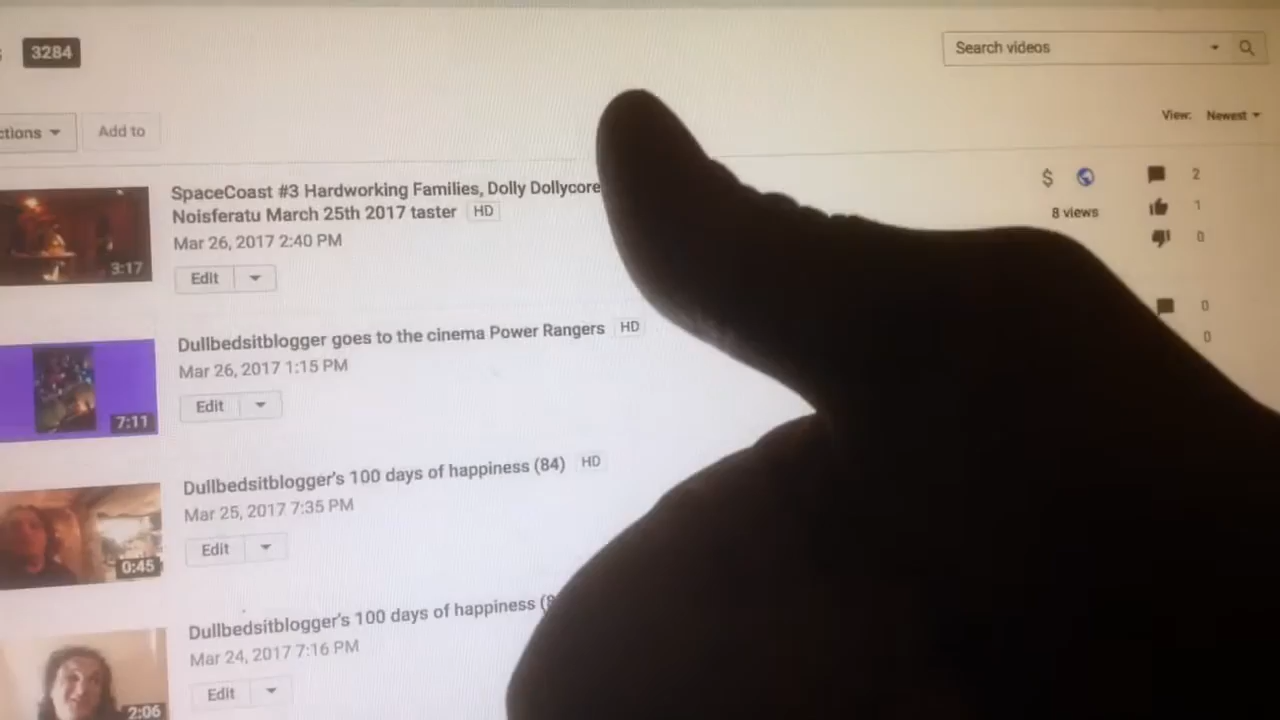 3284
Search videos
ctions
Add to
View: Newest
SpaceCoast #3 Hardworking Families, Dolly Dollycore
Noisferatu March 25th 2017 taster HD
Mar 26, 2017 2:40 PM
3:17
Edit
$
8 views
2
1
0
Dullbedsitblogger goes to the cinema Power Rangers HD
Mar 26, 2017 1:15 PM
7:11
Edit
0
0
Dullbedsitblogger's 100 days of happiness (84) HD
Mar 25, 2017 7:35 PM
0:45
Edit
Dullbedsitblogger's 100 days of happiness (8
Mar 24, 2017 7:16 PM
2:06
Edit